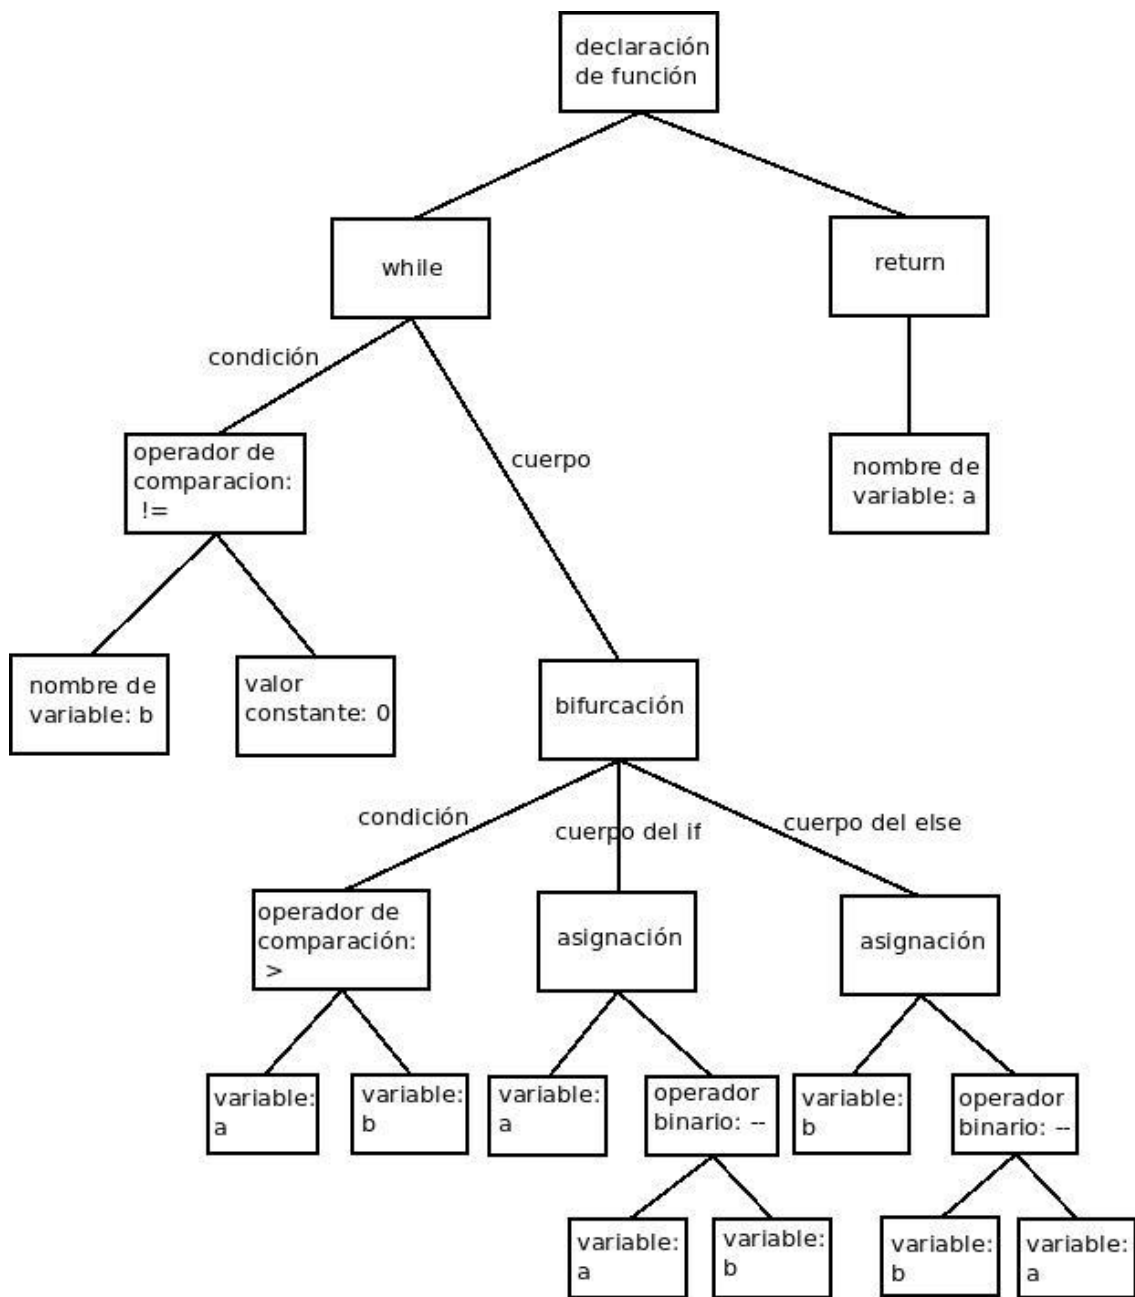 declaración
de función
while
return
condición
cuerpo
operador de
comparacion:
!=
nombre de
variable: a
nombre de
variable: b
valor
constante: 0
bifurcación
condición
cuerpo del if
cuerpo del else
operador de
comparación:
>
asignación
asignación
variable:
a
variable:
b
variable:
a
operador
binario: --
variable:
b
operador
binario: --
variable:
a
variable:
b
variable:
b
variable:
a